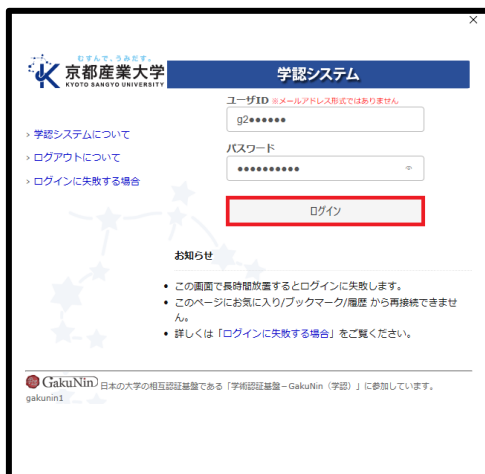 ×
むすんで、うみだす。
京都産業大学
KYOTO SANGYO UNIVERSITY
学認システム
ユーザID ※メールアドレス形式ではありません
g2●●●●●●
› 学認システムについて
› ログアウトについて
› ログインに失敗する場合
パスワード
●●●●●●●●●●
ログイン
お知らせ
• この画面で長時間放置するとログインに失敗します。
• このページにお気に入り/ブックマーク/履歴 から再接続できませ
ん。
• 詳しくは「ログインに失敗する場合」をご覧ください。
GakuNin 日本の大学の相互認証基盤である「学術認証基盤−GakuNin（学認）」に参加しています。
gakunin1